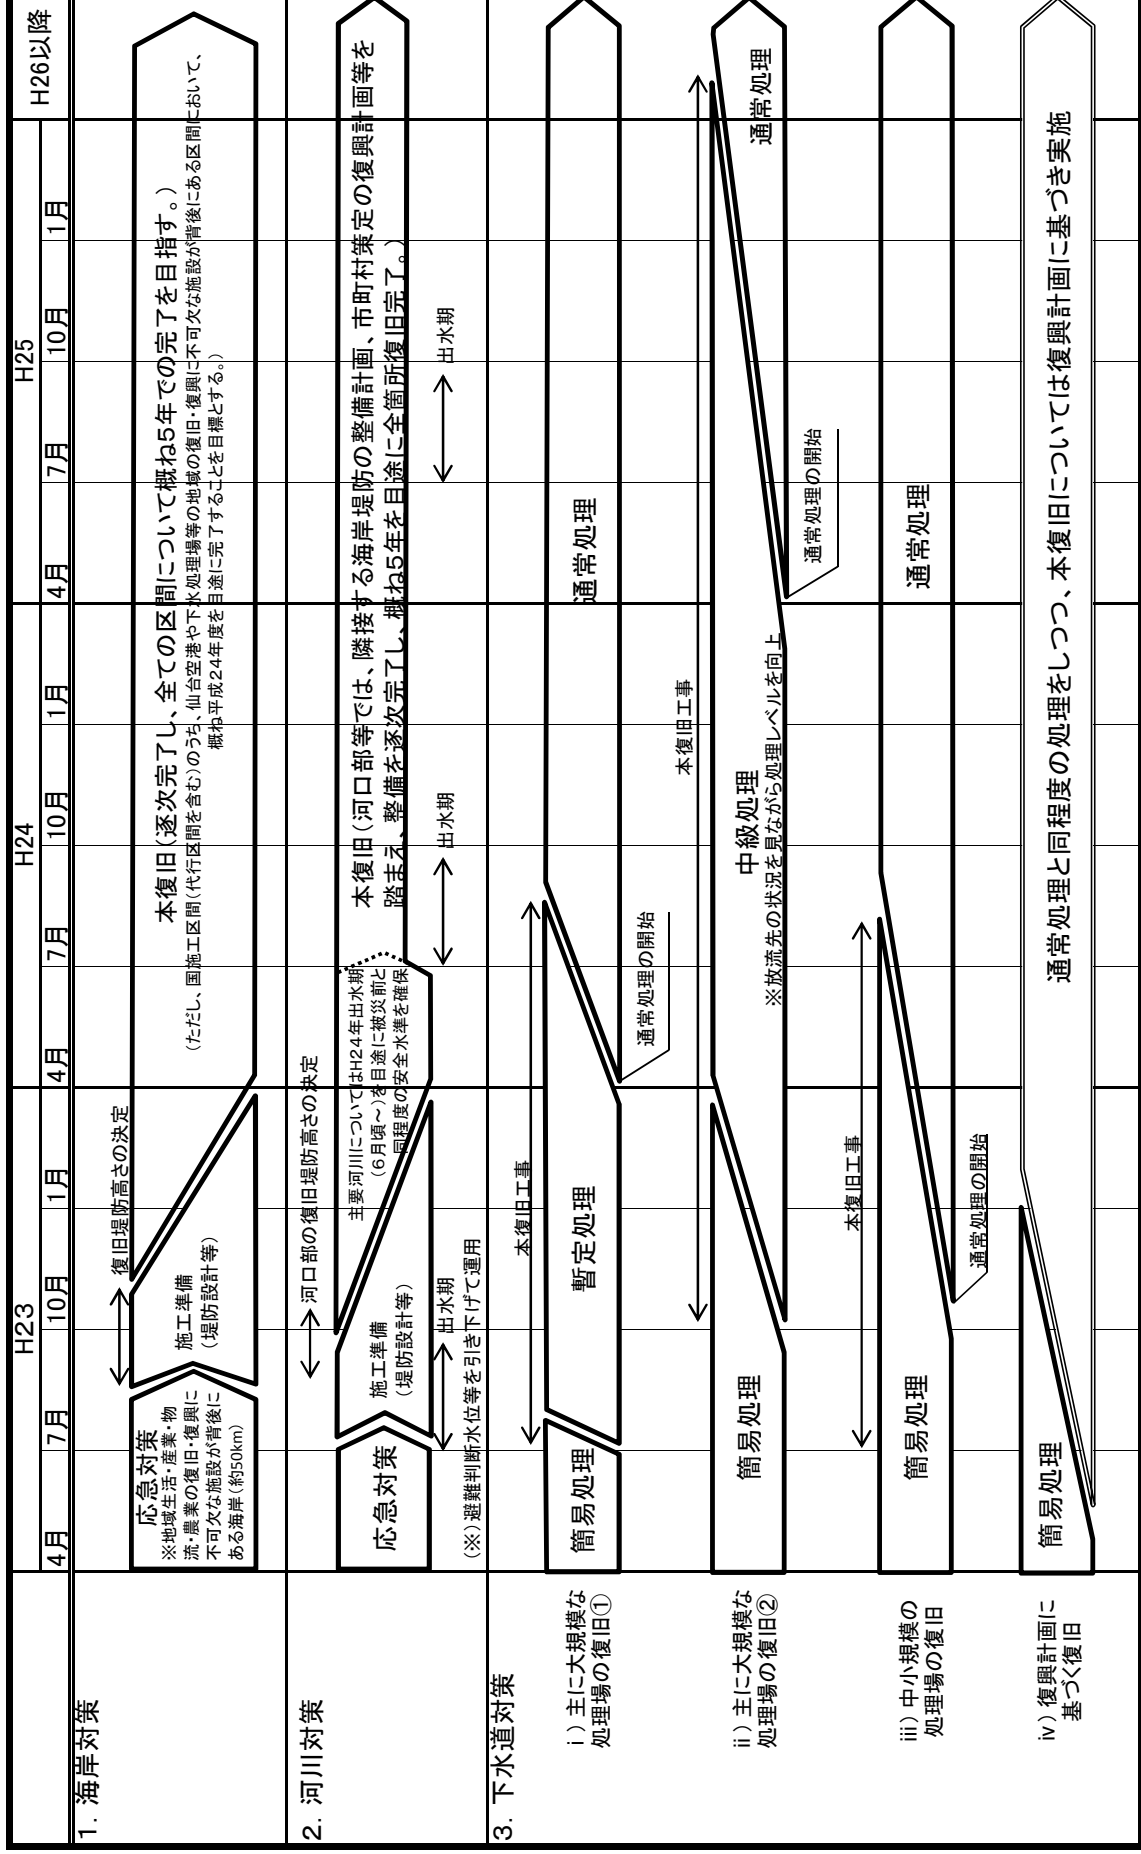 H23
H24
H25
H26以降
4月
7月
10月
1月
4月
7月
10月
1月
4月
7月
10月
1月
1. 海岸対策
復旧堤防高さの決定
応急対策
※地域生活・産業・物
流・農業の復旧・復興に
不可欠な施設が背後に
ある海岸(約50km)
施工準備
(堤防設計等)
本復旧(逐次完了し、全ての区間について概ね5年での完了を目指す。)
(ただし、国施工区間(代行区間を含む)のうち、仙台空港や下水処理場等の地域の復旧・復興に不可欠な施設が背後にある区間において、
概ね平成24年度を目途に完了することを目標とする。)
2. 河川対策
河口部の復旧堤防高さの決定
応急対策
施工準備
(堤防設計等)
主要河川についてはH24年出水期
(6月頃~)を目途に被災前と
同程度の安全水準を確保
本復旧(河口部等では、隣接する海岸堤防の整備計画、市町村策定の復興計画等を
踏まえ、整備を逐次完了し、概ね5年を目途に全箇所復旧完了。)
出水期
出水期
出水期
(※)避難判断水位等を引き下げて運用
3. 下水道対策
ⅰ)主に大規模な
処理場の復旧①
本復旧工事
簡易処理
暫定処理
通常処理
通常処理の開始
ⅱ)主に大規模な
処理場の復旧②
本復旧工事
簡易処理
中級処理
※放流先の状況を見ながら処理レベルを向上
通常処理
通常処理の開始
ⅲ)中小規模の
処理場の復旧
本復旧工事
簡易処理
通常処理
通常処理の開始
ⅳ)復興計画に
基づく復旧
簡易処理
通常処理と同程度の処理をしつつ、本復旧については復興計画に基づき実施